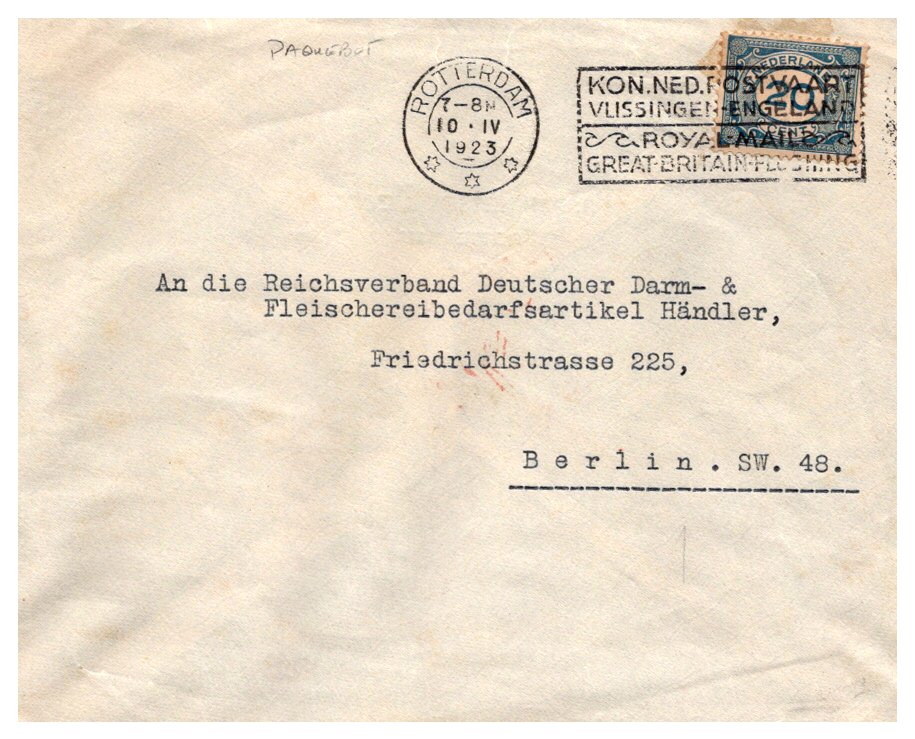 PAQUEBOT
ROTTERDAM
7-8N
10·IV
1923
KON.NED.POSTVAART
VLISSINGEN-ENGELAND
ROYAL-MAIL
GREAT-BRITAIN-FLUSHING
NEDERLAND
20
CENT
An die Reichsverband Deutscher Darm- &
Fleischereibedarfsartikel Händler,
Friedrichstrasse 225,
Berlin. SW. 48.